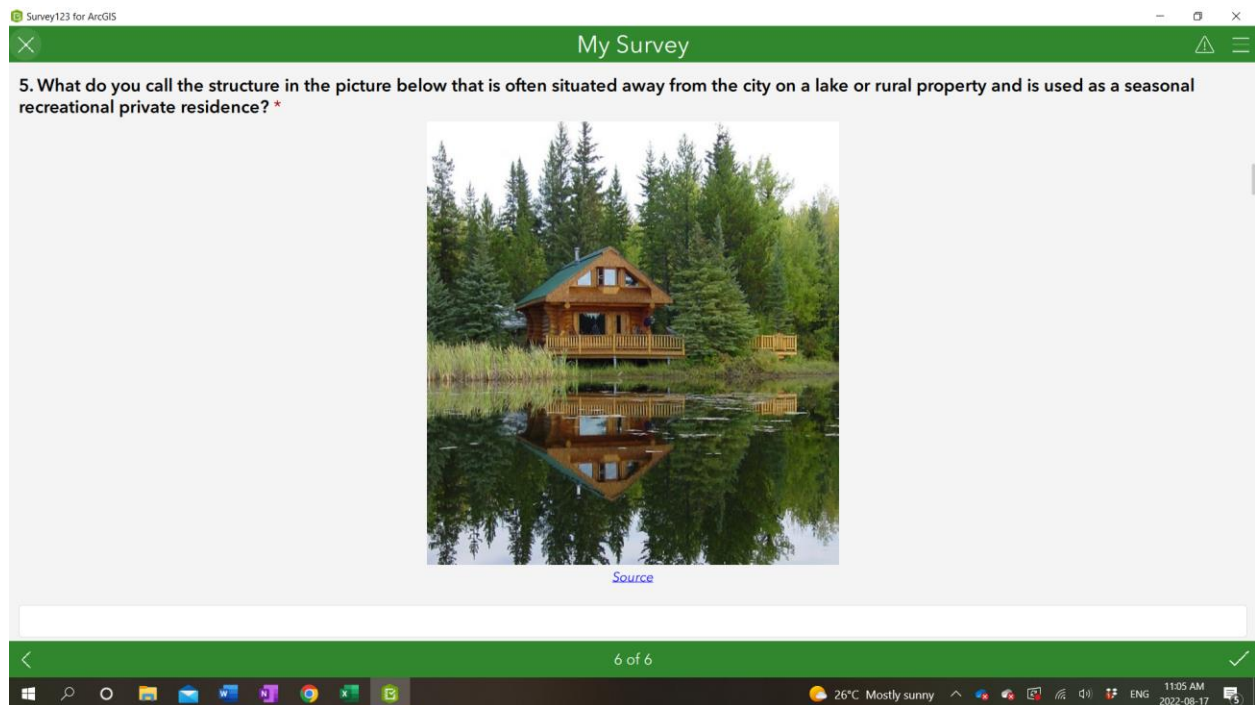 Survey123 for ArcGIS
My Survey
5. What do you call the structure in the picture below that is often situated away from the city on a lake or rural property and is used as a seasonal
recreational private residence? *
Source
6 of 6
26°C Mostly sunny
ENG
11:05 AM
2022-08-17
5